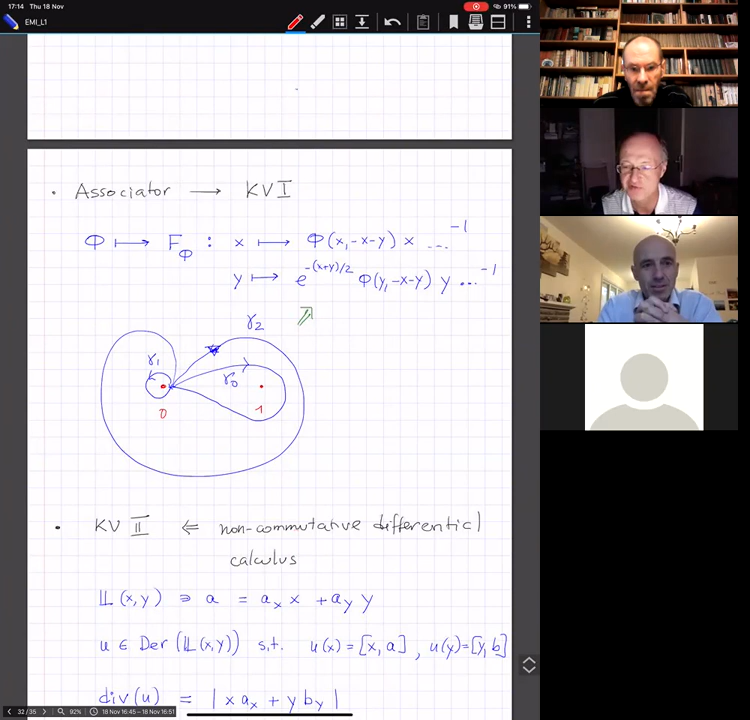 17:14 Thu 18 Nov
91%
EMI_L1
• Associator → KV I
Φ ↦ F_Φ : x ↦ Φ(x, -x-y) x ...⁻¹
y ↦ e^{-(x+y)/2} Φ(y, -x-y) y ...⁻¹
γ₂
γ₁
γ₀
0
1
• KV II ⇐ non-commutative differential
calculus
𝕃(x,y) ∋ a = aₓ x + a_y y
u ∈ Der(𝕃(x,y)) s.t. u(x) = [x, a], u(y) = [y, b]
div(u) = | x aₓ + y b_y |
32/35 92% 18 Nov 16:45 – 18 Nov 16:51